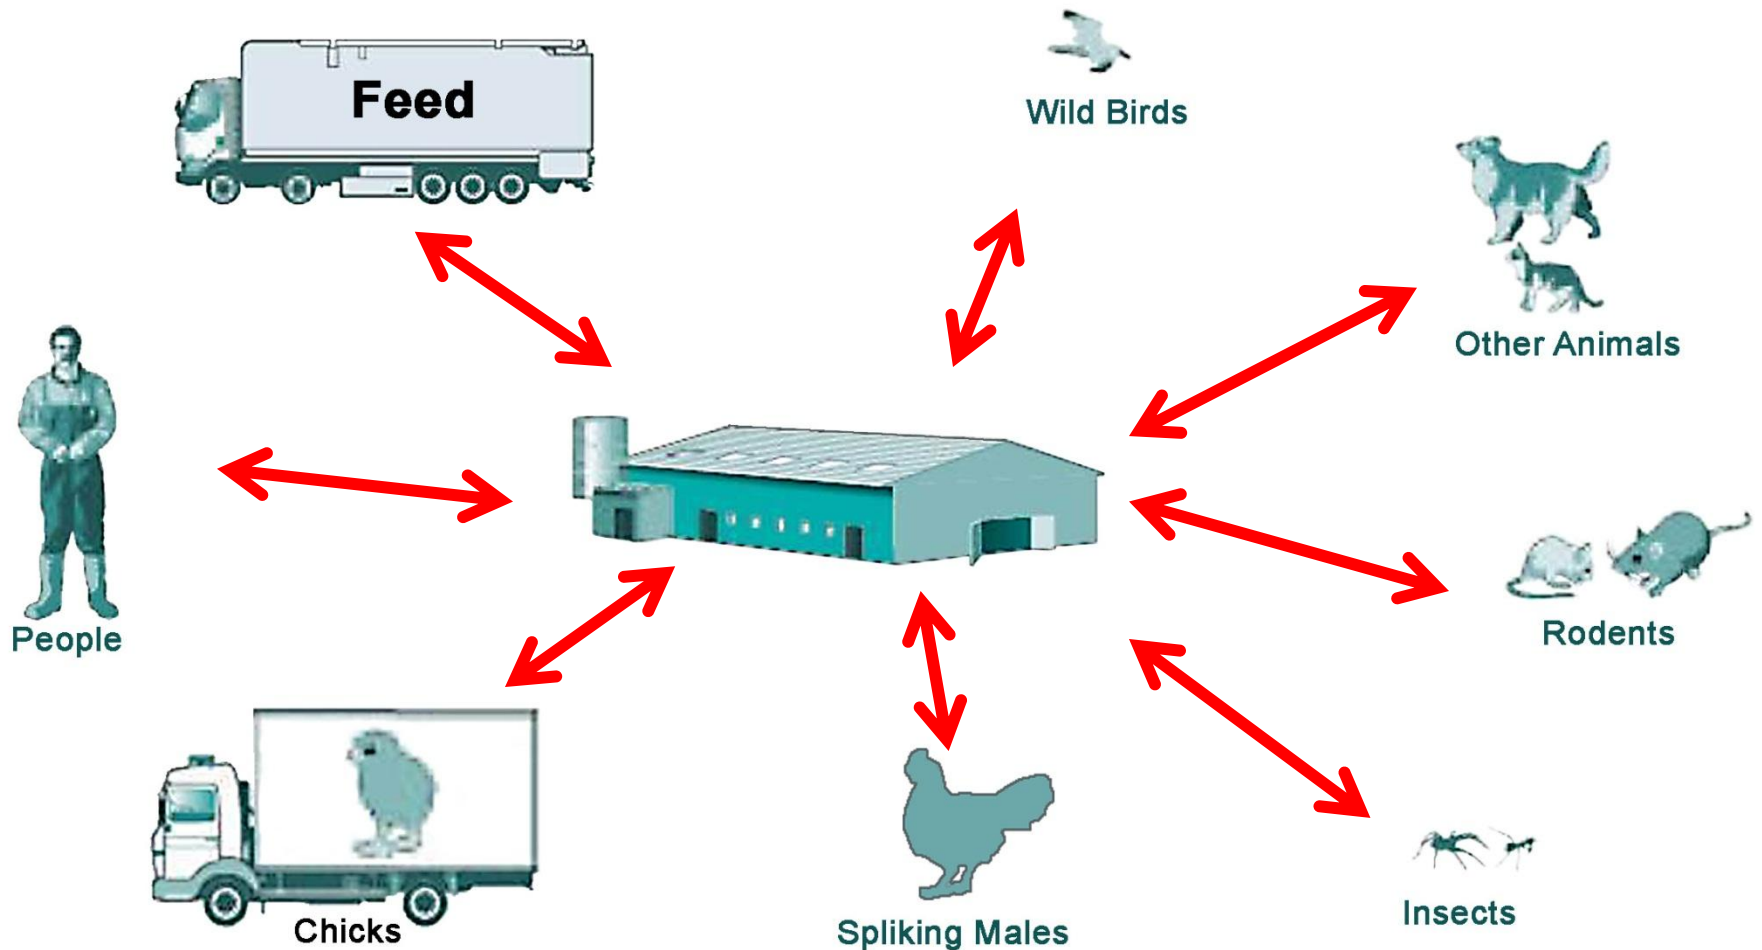 Feed
Wild Birds
Other Animals
People
Rodents
Chicks
Spliking Males
Insects